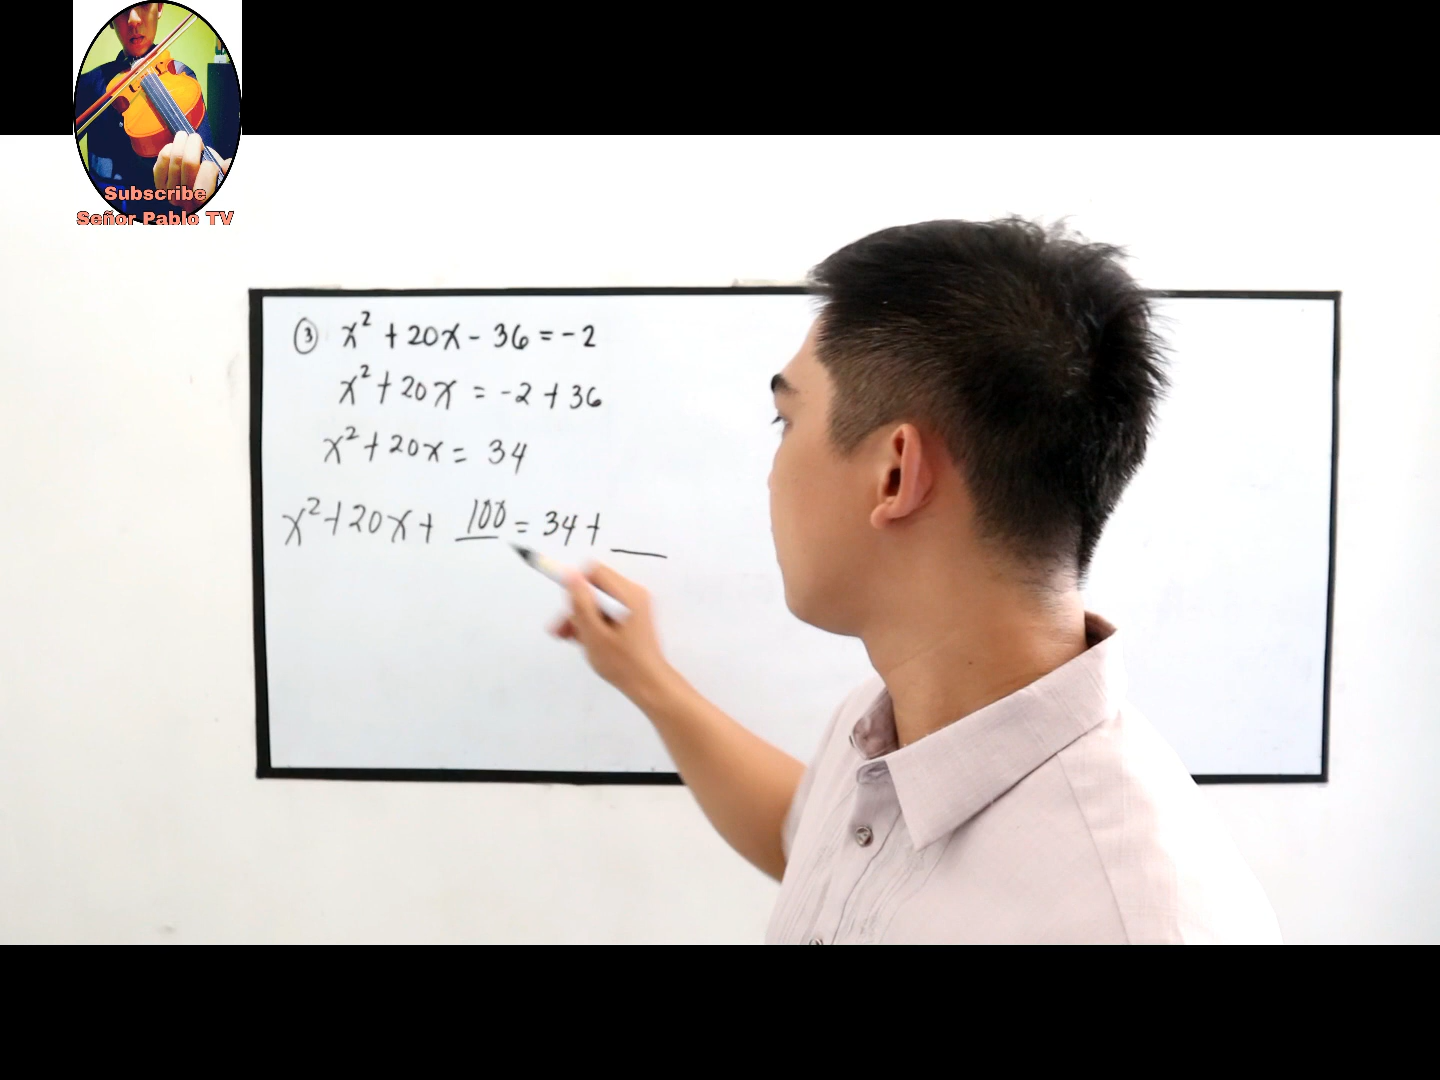 Subscribe
Señor Pablo TV
③ x² + 20x - 36 = -2
x² + 20x = -2 + 36
x² + 20x = 34
x² + 20x + 100 = 34 + __